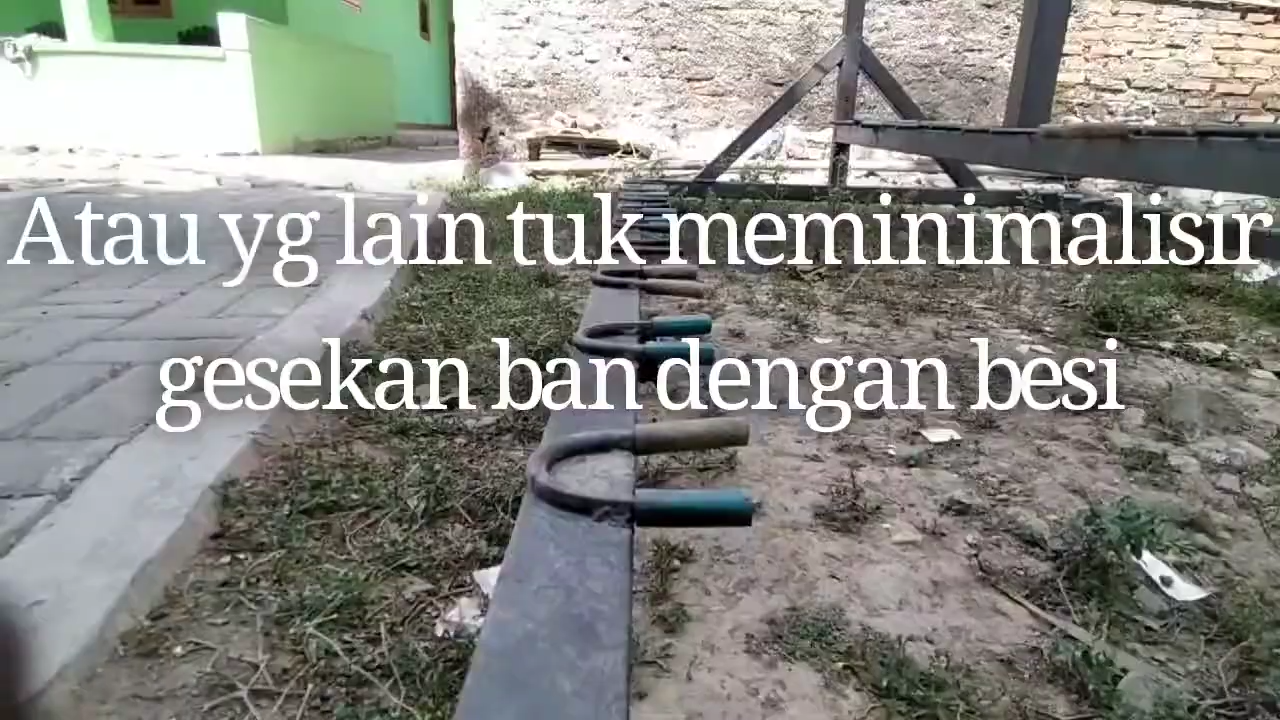 Atau yg lain tuk meminimalisir
gesekan ban dengan besi